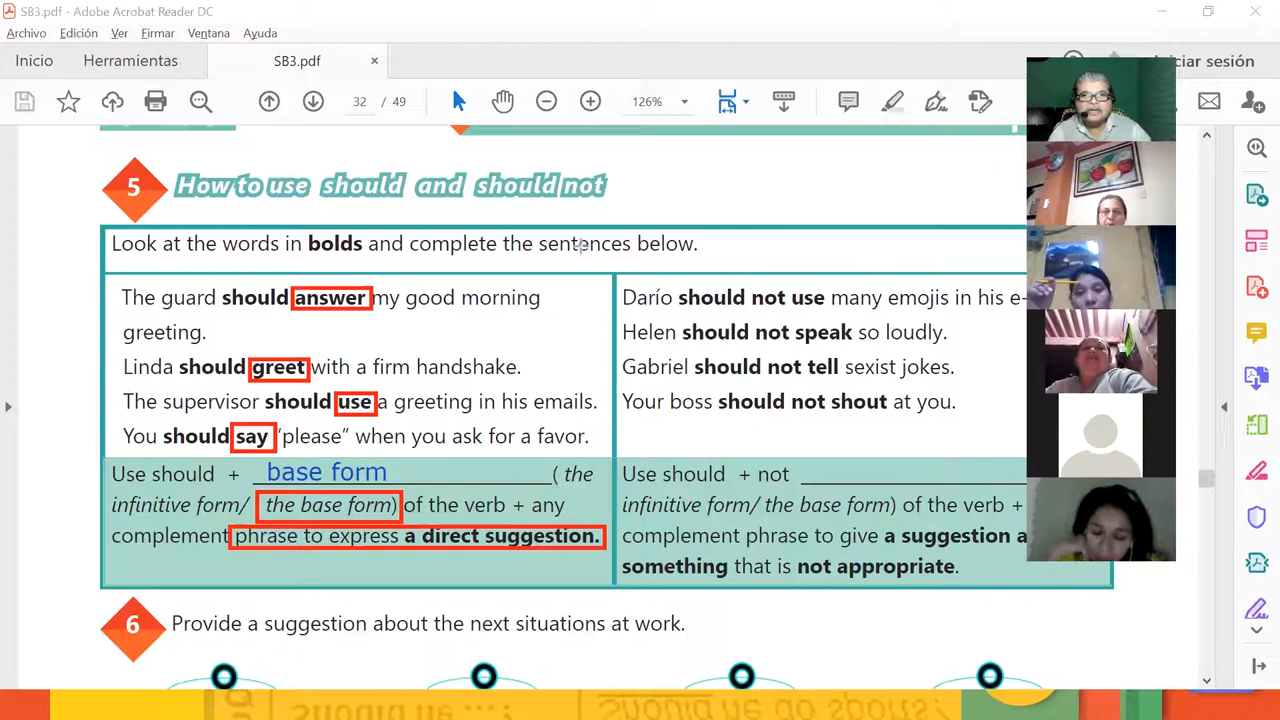 SB3.pdf - Adobe Acrobat Reader DC
Archivo Edición Ver Firmar Ventana Ayuda
Inicio Herramientas SB3.pdf × Iniciar sesión
32 / 49 126%
5 How to use should and should not
Look at the words in bolds and complete the sentences below.
The guard should answer my good morning
greeting.
Linda should greet with a firm handshake.
The supervisor should use a greeting in his emails.
You should say “please” when you ask for a favor.
Use should + base form ( the
infinitive form/ the base form) of the verb + any
complement phrase to express a direct suggestion.
Darío should not use many emojis in his e-
Helen should not speak so loudly.
Gabriel should not tell sexist jokes.
Your boss should not shout at you.
Use should + not ____________________
infinitive form/ the base form) of the verb +
complement phrase to give a suggestion a
something that is not appropriate.
6 Provide a suggestion about the next situations at work.
Should he ...?
Should he do sports?